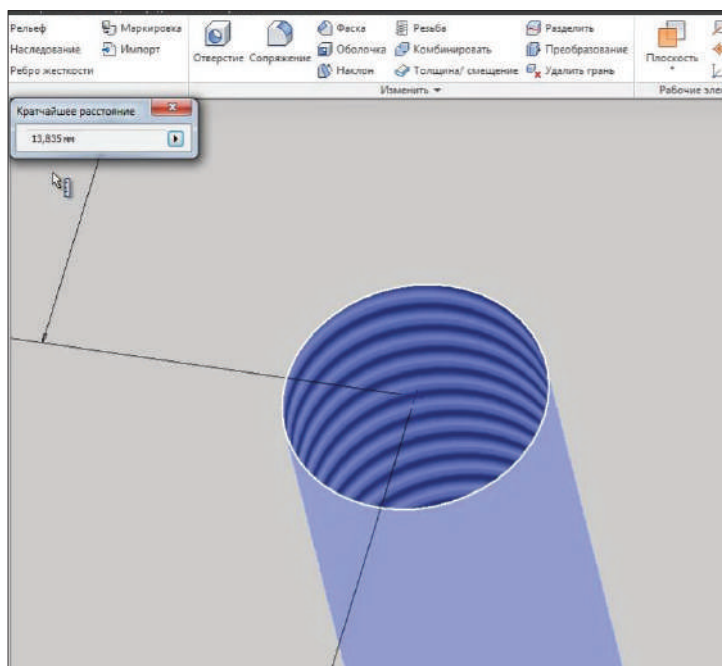 Рельеф
Маркировка
Наследование
Импорт
Ребро жесткости
Отверстие
Сопряжение
Фаска
Оболочка
Наклон
Резьба
Комбинировать
Толщина/ смещение
Разделить
Преобразование
Удалить грань
Изменить
Плоскость
Рабочие
Кратчайшее расстояние
13,835 мм